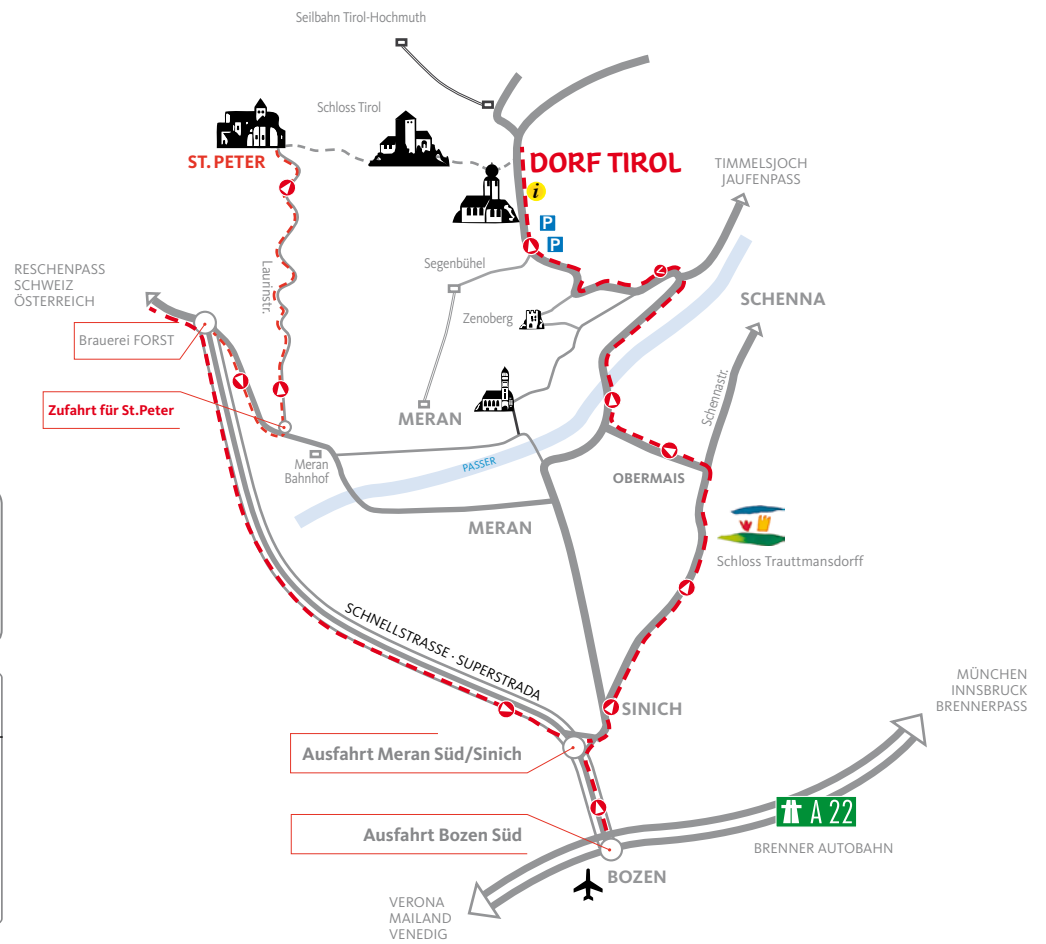 Seilbahn Tirol-Hochmuth
Schloss Tirol
ST. PETER
DORF TIROL
i
TIMMELSJOCH
JAUFENPASS
P
P
Segenbühel
RESCHENPASS
SCHWEIZ
ÖSTERREICH
Laurinstr.
SCHENNA
Zenoberg
Brauerei FORST
Zufahrt für St.Peter
MERAN
Schennastr.
Meran
Bahnhof
PASSER
OBERMAIS
MERAN
Schloss Trauttmansdorff
SCHNELLSTRASSE · SUPERSTRADA
SINICH
MÜNCHEN
INNSBRUCK
BRENNERPASS
Ausfahrt Meran Süd/Sinich
A 22
Ausfahrt Bozen Süd
BRENNER AUTOBAHN
BOZEN
VERONA
MAILAND
VENEDIG